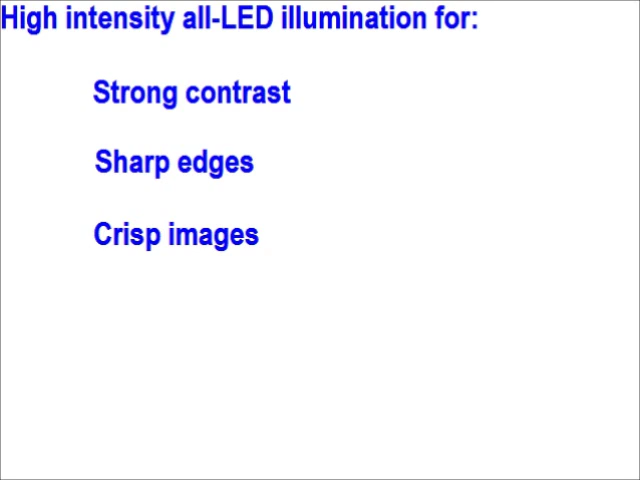 High intensity all-LED illumination for:
Strong contrast
Sharp edges
Crisp images